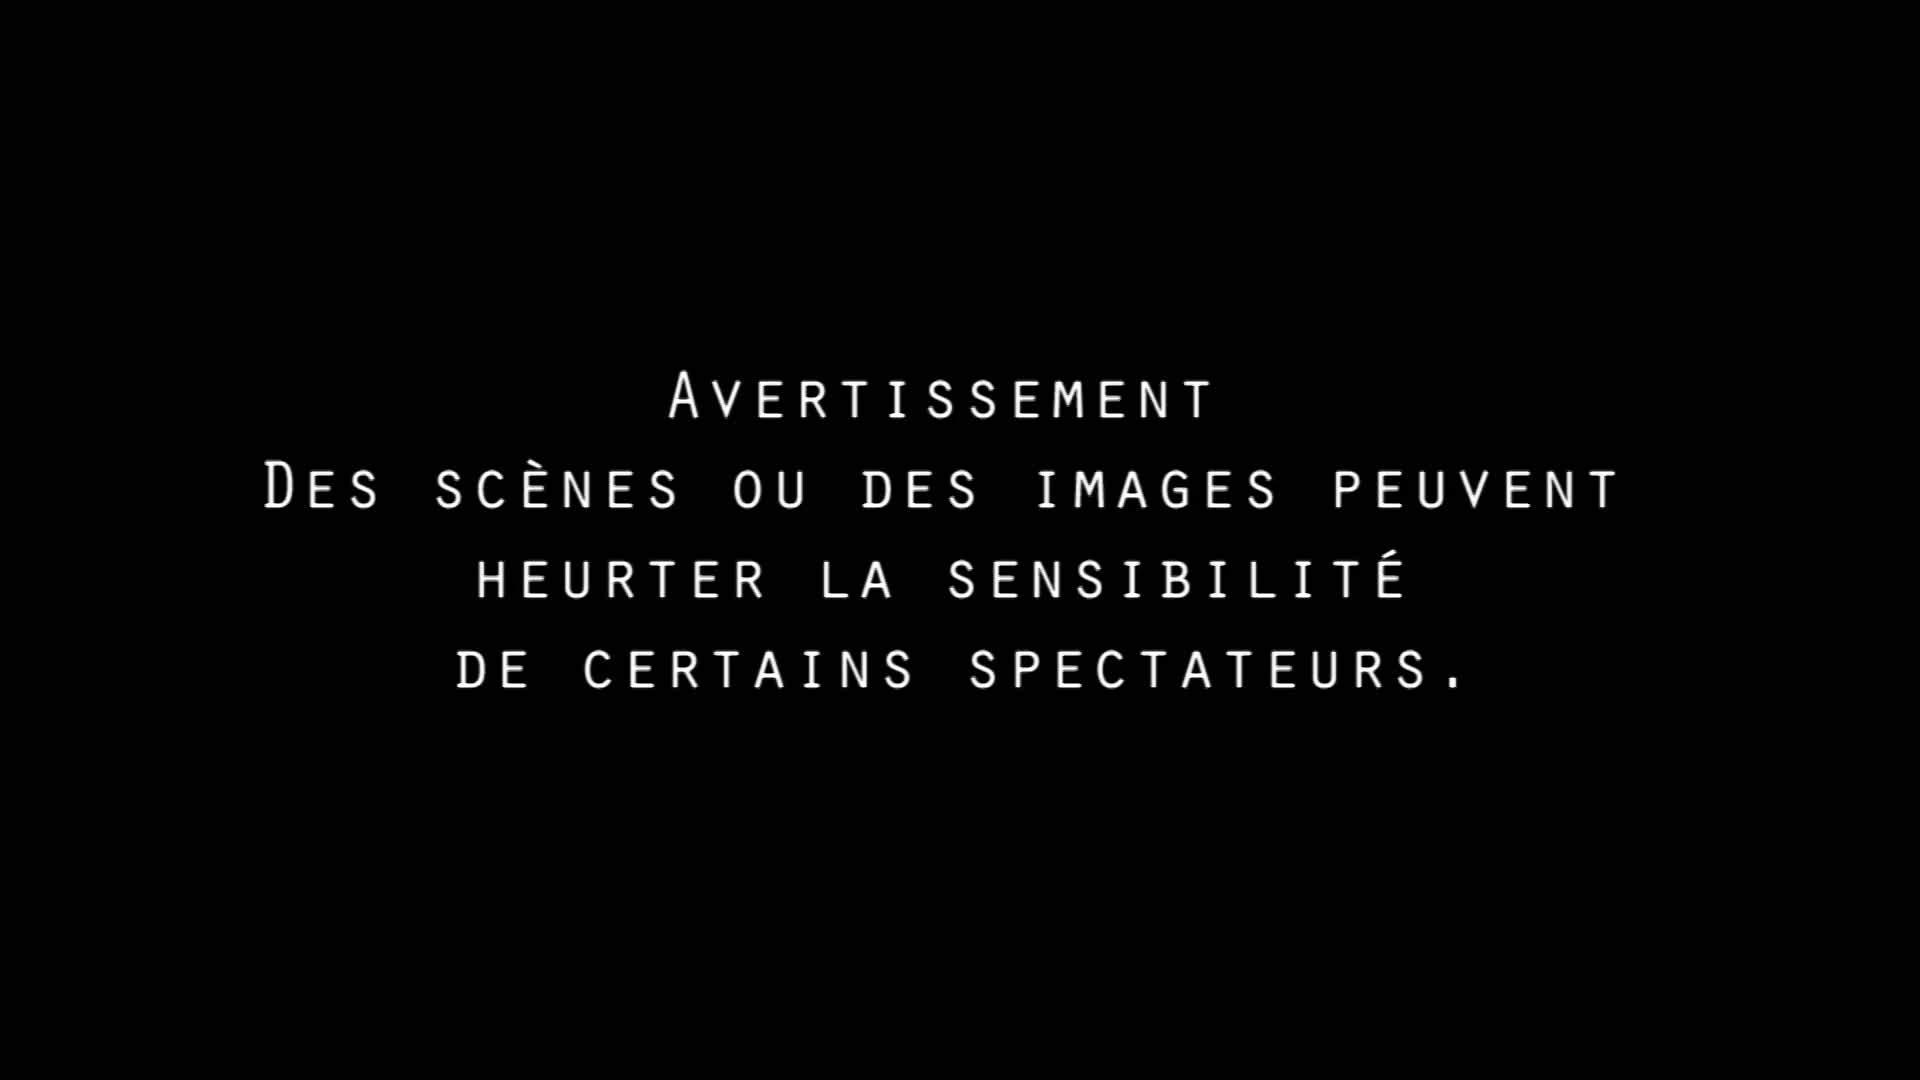 Avertissement
Des scènes ou des images peuvent
heurter la sensibilité
de certains spectateurs.